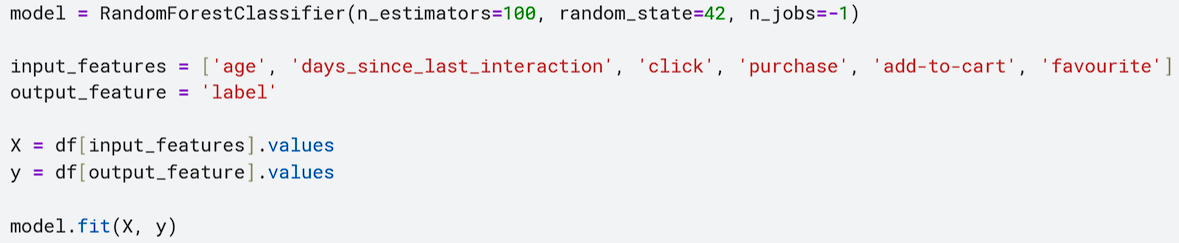 model = RandomForestClassifier(n_estimators=100, random_state=42, n_jobs=-1)
input_features = ['age', 'days_since_last_interaction', 'click', 'purchase', 'add-to-cart', 'favourite']
output_feature = 'label'
X = df[input_features].values
y = df[output_feature].values
model.fit(X, y)